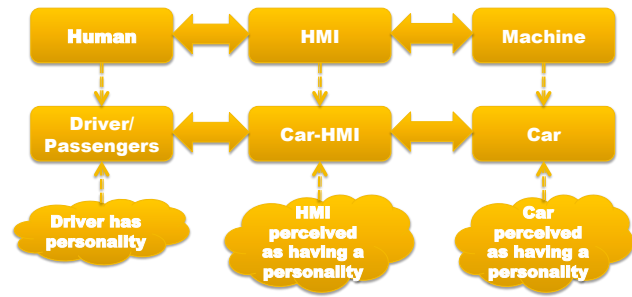 Human
HMI
Machine
Driver/
Passengers
Car-HMI
Car
Driver has
personality
HMI
perceived
as having a
personality
Car
perceived
as having a
personality